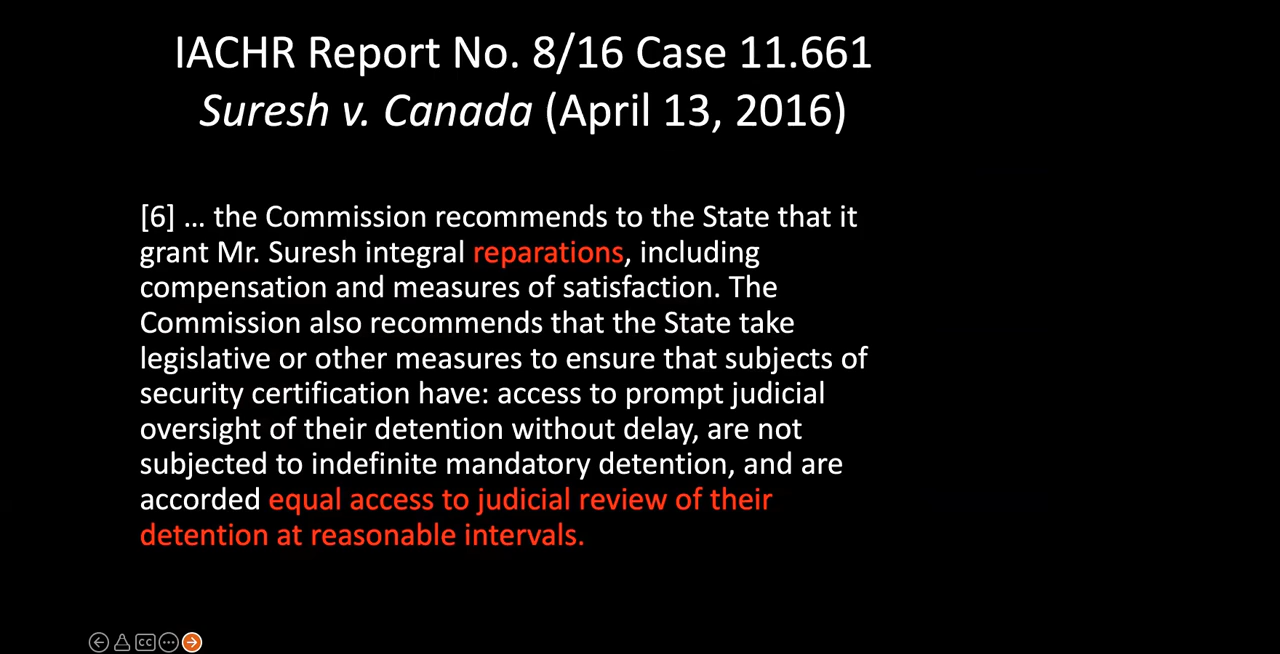 IACHR Report No. 8/16 Case 11.661
Suresh v. Canada (April 13, 2016)
[6] … the Commission recommends to the State that it
grant Mr. Suresh integral reparations, including
compensation and measures of satisfaction. The
Commission also recommends that the State take
legislative or other measures to ensure that subjects of
security certification have: access to prompt judicial
oversight of their detention without delay, are not
subjected to indefinite mandatory detention, and are
accorded equal access to judicial review of their
detention at reasonable intervals.
CC